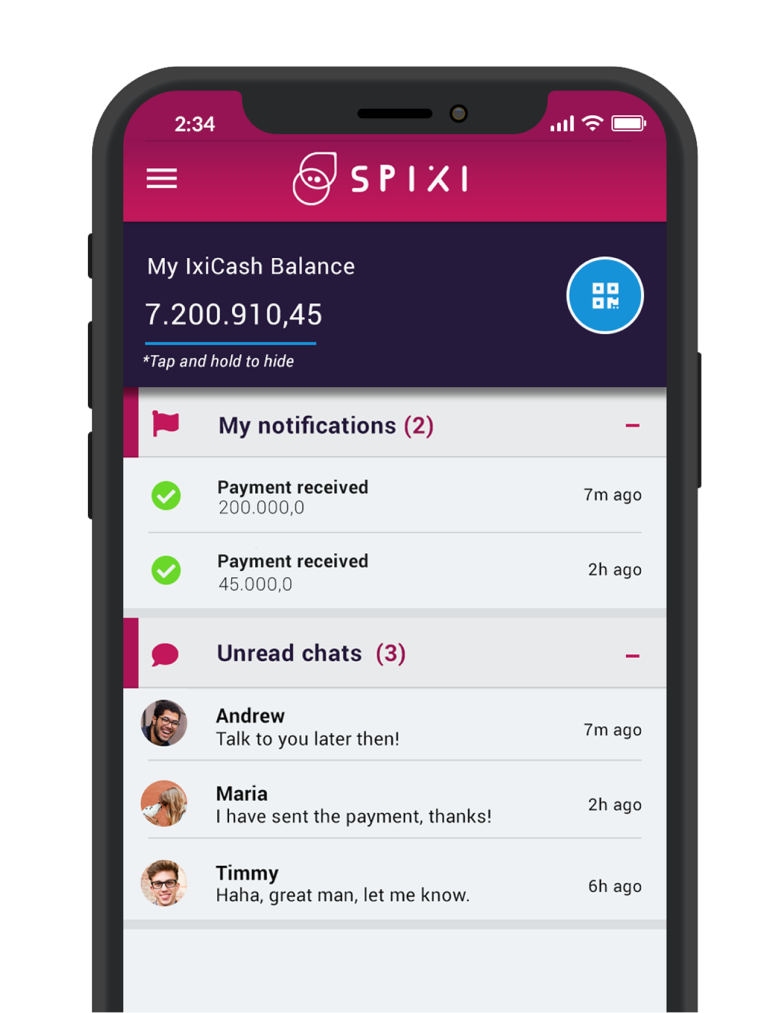 2:34
SPIXI
My IxiCash Balance
7.200.910,45
*Tap and hold to hide
My notifications (2)
Payment received
200.000,0
7m ago
Payment received
45.000,0
2h ago
Unread chats (3)
Andrew
Talk to you later then!
7m ago
Maria
I have sent the payment, thanks!
2h ago
Timmy
Haha, great man, let me know.
6h ago